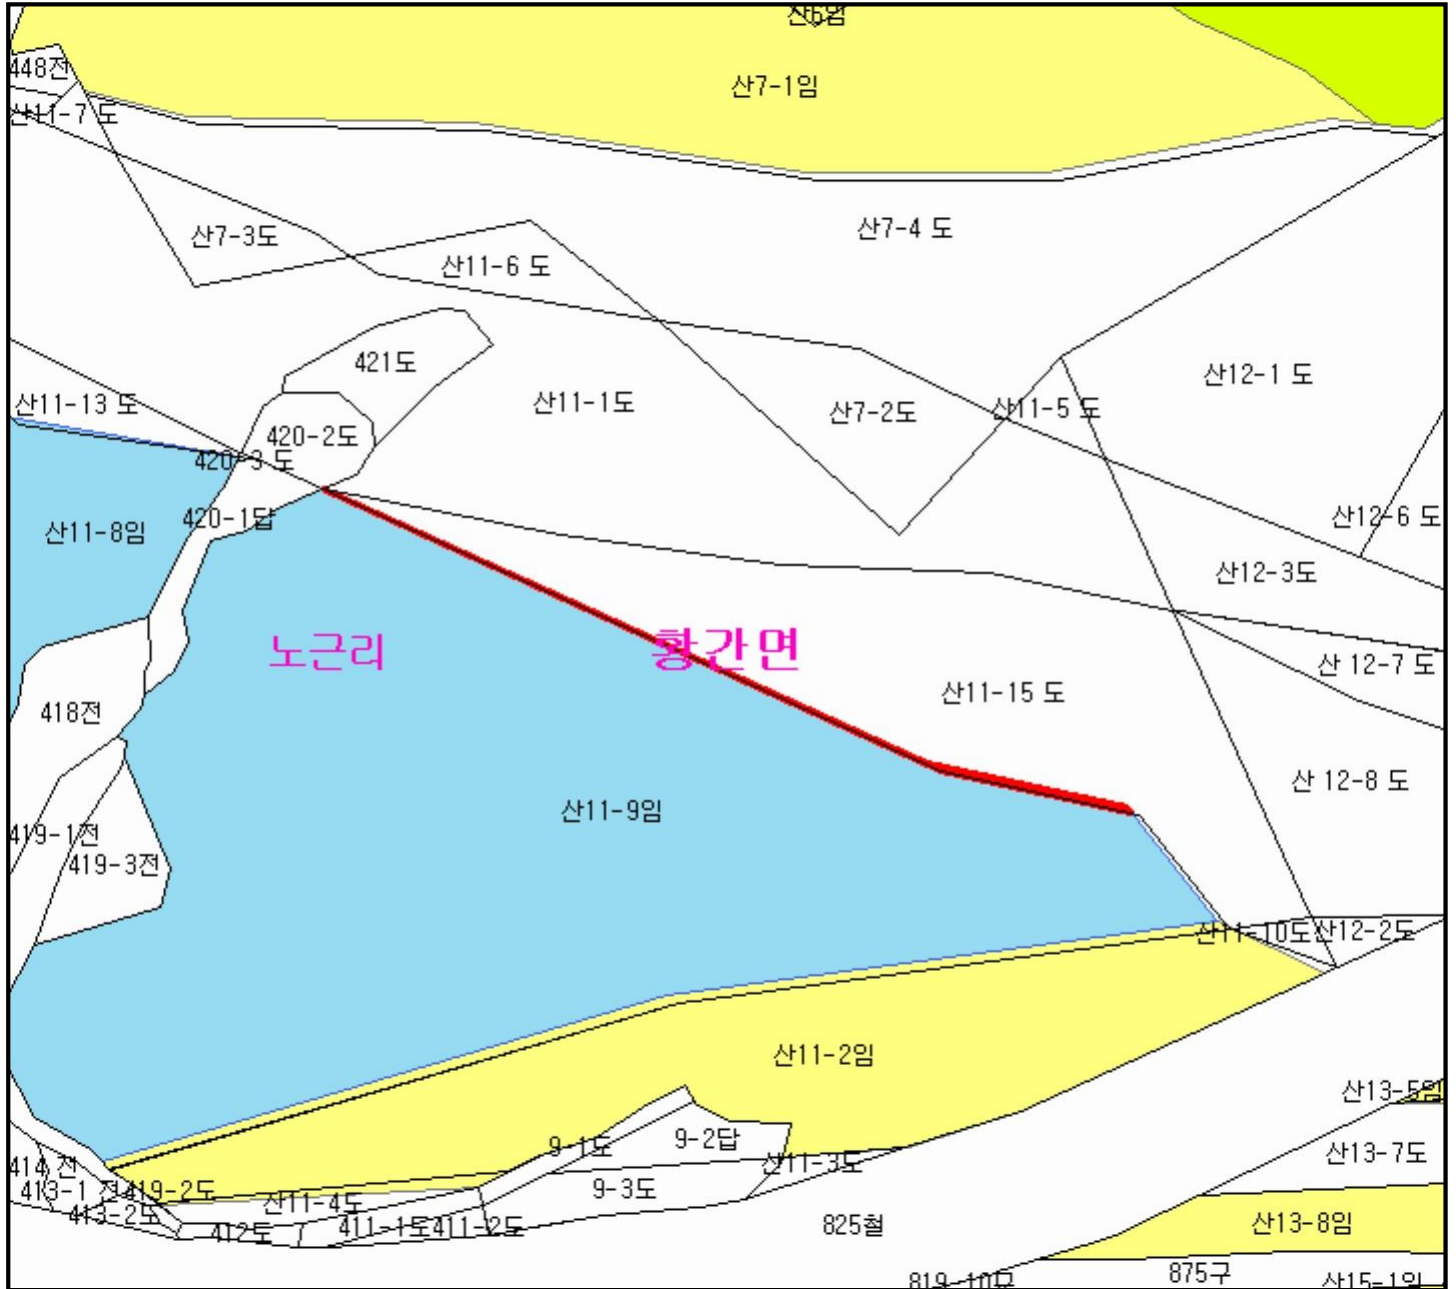 산6임
448전
산7-1임
산11-7 도
산7-3도
산7-4 도
산11-6 도
421도
산12-1 도
산11-13 도
산11-1도
산7-2도
산11-5 도
420-2도
420-3 도
420-1답
산11-8임
산12-6 도
산12-3도
노근리
황간면
산 12-7 도
산11-15 도
418전
산 12-8 도
산11-9임
419-1전
419-3전
산11-10도
산12-2도
산11-2임
산13-5임
9-1도
9-2답
산11-3도
산13-7도
414 전
413-1 전
419-2도
9-3도
산11-4도
413-2도
412도
411-1도
411-2도
825철
산13-8임
875구
819-10구
산15-1임